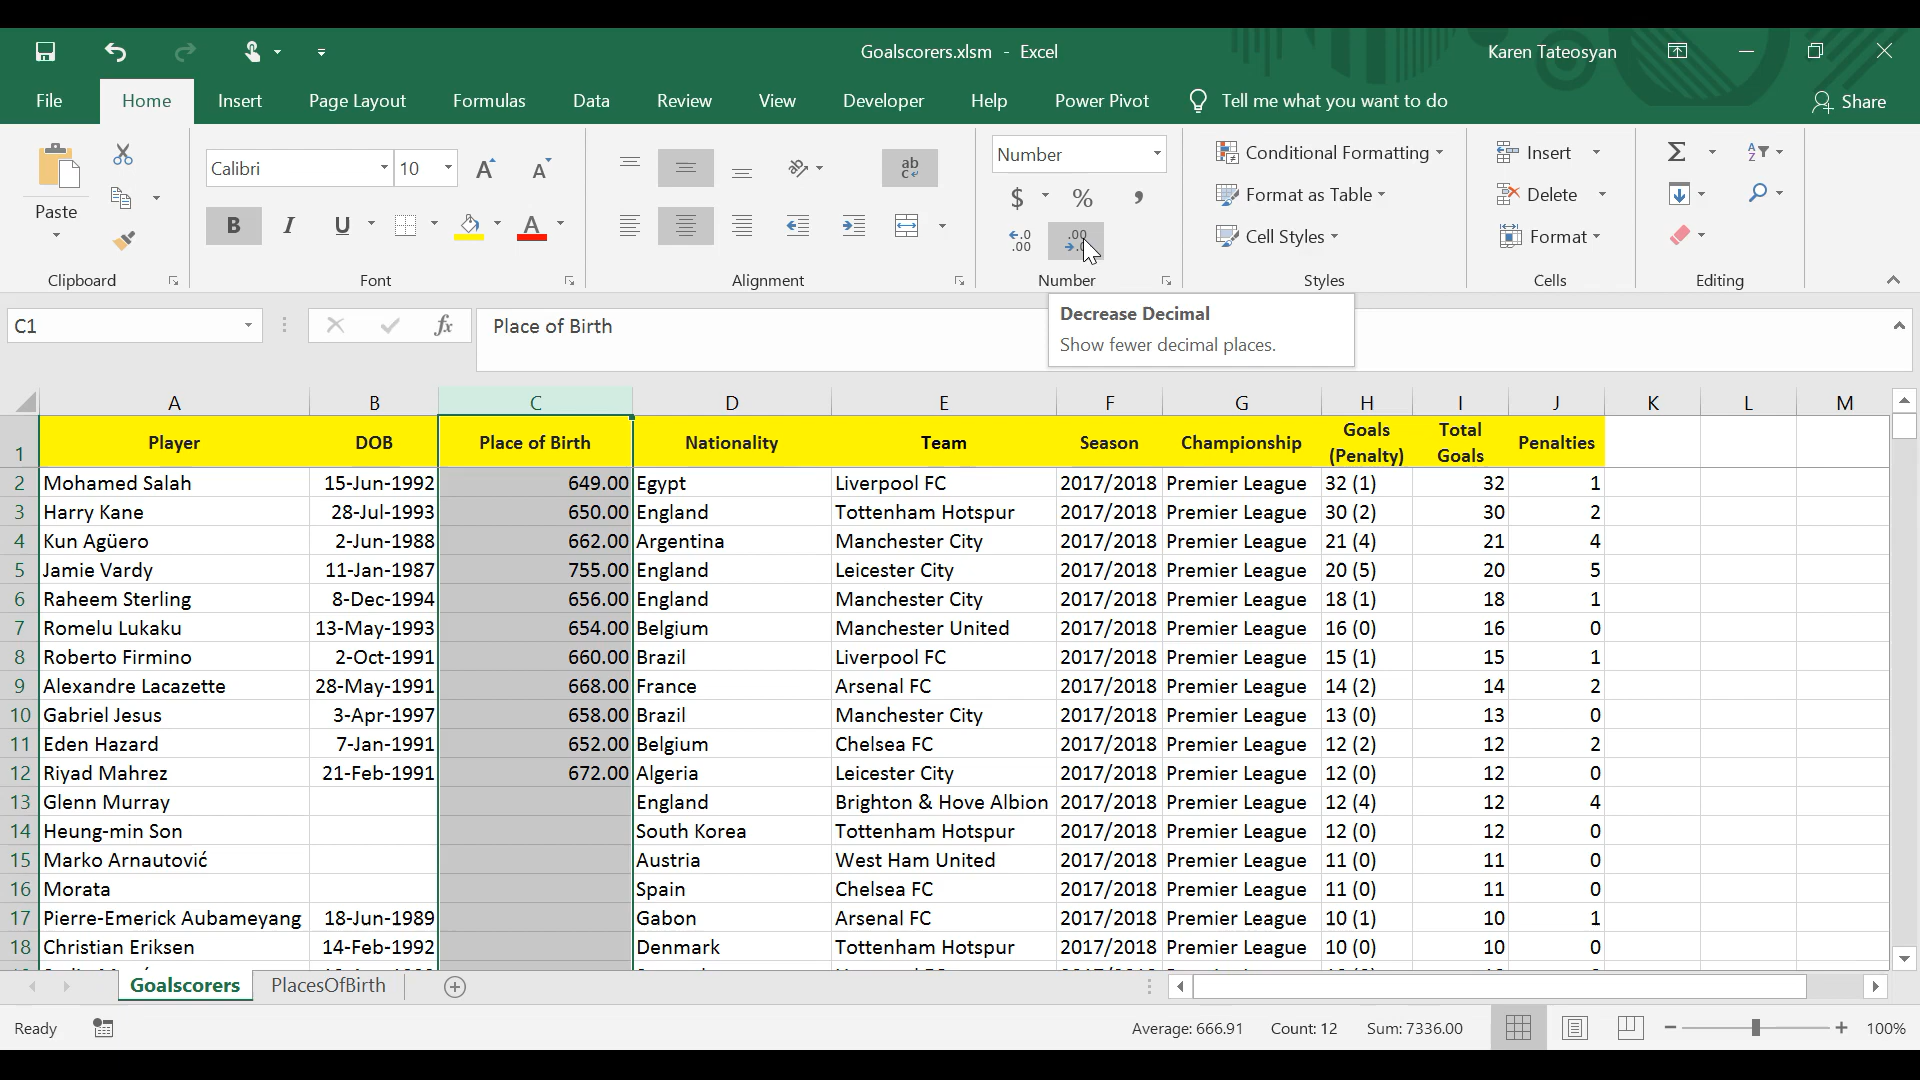 Goalscorers.xlsm - Excel
Karen Tateosyan
File Home Insert Page Layout Formulas Data Review View Developer Help Power Pivot Tell me what you want to do Share
Paste
Clipboard
Calibri 10
B I U A
Font
ab
c
Alignment
Number
$ % ,
.0
.00
.00
Number
Conditional Formatting
Format as Table
Cell Styles
Styles
Insert
Delete
Format
Cells
Σ
Editing
C1
fx
Place of Birth
Decrease Decimal
Show fewer decimal places.
A B C D E F G H I J K L M
1 Player DOB Place of Birth Nationality Team Season Championship Goals (Penalty) Total Goals Penalties
2 Mohamed Salah 15-Jun-1992 649.00 Egypt Liverpool FC 2017/2018 Premier League 32 (1) 32 1
3 Harry Kane 28-Jul-1993 650.00 England Tottenham Hotspur 2017/2018 Premier League 30 (2) 30 2
4 Kun Agüero 2-Jun-1988 662.00 Argentina Manchester City 2017/2018 Premier League 21 (4) 21 4
5 Jamie Vardy 11-Jan-1987 755.00 England Leicester City 2017/2018 Premier League 20 (5) 20 5
6 Raheem Sterling 8-Dec-1994 656.00 England Manchester City 2017/2018 Premier League 18 (1) 18 1
7 Romelu Lukaku 13-May-1993 654.00 Belgium Manchester United 2017/2018 Premier League 16 (0) 16 0
8 Roberto Firmino 2-Oct-1991 660.00 Brazil Liverpool FC 2017/2018 Premier League 15 (1) 15 1
9 Alexandre Lacazette 28-May-1991 668.00 France Arsenal FC 2017/2018 Premier League 14 (2) 14 2
10 Gabriel Jesus 3-Apr-1997 658.00 Brazil Manchester City 2017/2018 Premier League 13 (0) 13 0
11 Eden Hazard 7-Jan-1991 652.00 Belgium Chelsea FC 2017/2018 Premier League 12 (2) 12 2
12 Riyad Mahrez 21-Feb-1991 672.00 Algeria Leicester City 2017/2018 Premier League 12 (0) 12 0
13 Glenn Murray England Brighton & Hove Albion 2017/2018 Premier League 12 (4) 12 4
14 Heung-min Son South Korea Tottenham Hotspur 2017/2018 Premier League 12 (0) 12 0
15 Marko Arnautović Austria West Ham United 2017/2018 Premier League 11 (0) 11 0
16 Morata Spain Chelsea FC 2017/2018 Premier League 11 (0) 11 0
17 Pierre-Emerick Aubameyang 18-Jun-1989 Gabon Arsenal FC 2017/2018 Premier League 10 (1) 10 1
18 Christian Eriksen 14-Feb-1992 Denmark Tottenham Hotspur 2017/2018 Premier League 10 (0) 10 0
Goalscorers PlacesOfBirth
Ready Average: 666.91 Count: 12 Sum: 7336.00 100%